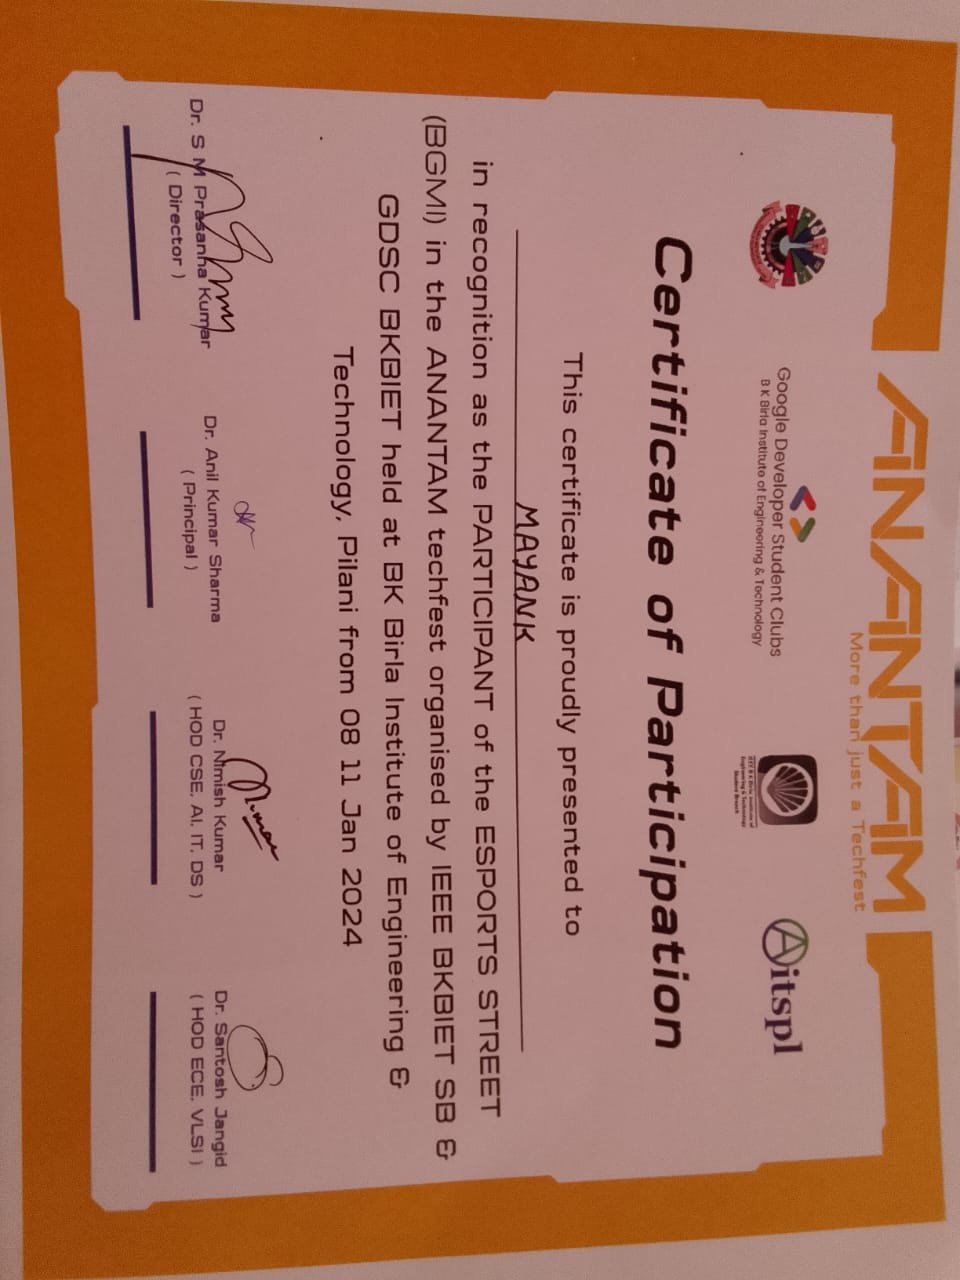 ANANTAM
More than just a Techfest
Google Developer Student Clubs
B K Birla Institute of Engineering & Technology
Aitspl
Certificate of Participation
This certificate is proudly presented to
MAYANK
in recognition as the PARTICIPANT of the ESPORTS STREET
(BGMI) in the ANANTAM techfest organised by IEEE BKBIET SB &
GDSC BKBIET held at BK Birla Institute of Engineering &
Technology, Pilani from 08 11 Jan 2024
Dr. S M Prasanna Kumar
( Director )
Dr. Anil Kumar Sharma
( Principal )
Dr. Nimish Kumar
( HOD CSE, AI, IT, DS )
Dr. Santosh Jangid
( HOD ECE, VLSI )